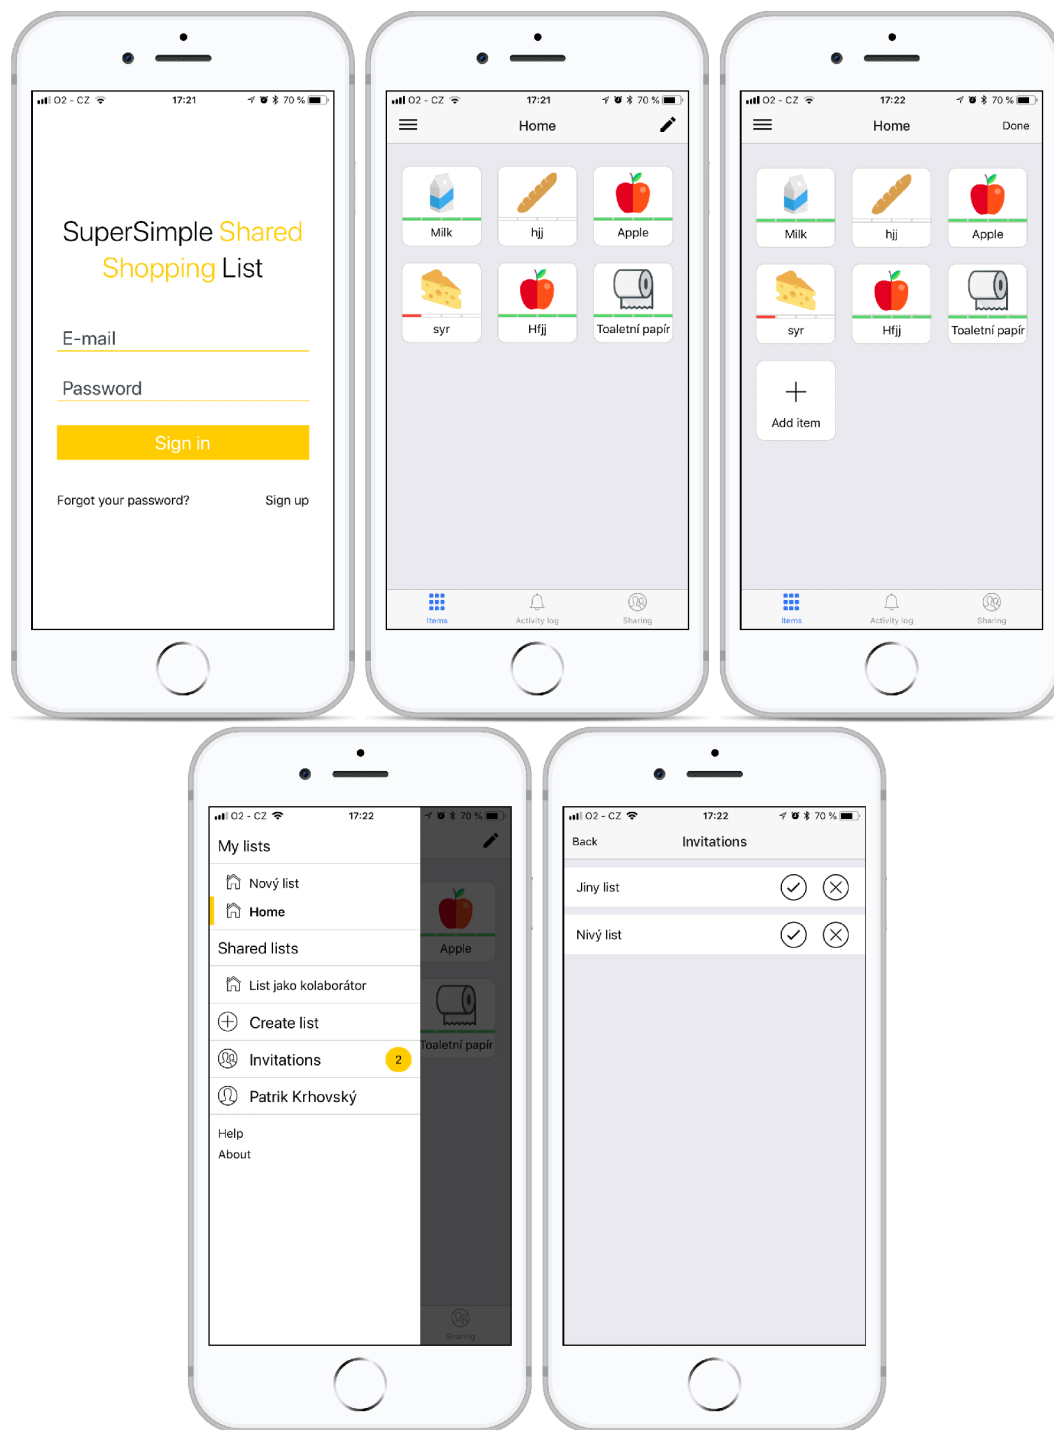 O2 - CZ 17:21 70 %
SuperSimple Shared
Shopping List
E-mail
Password
Sign in
Forgot your password? Sign up
O2 - CZ 17:21 70 %
Home
Milk hjj Apple
syr Hfjj Toaletní papír
Items Activity log Sharing
O2 - CZ 17:22 70 %
Home Done
Milk hjj Apple
syr Hfjj Toaletní papír
Add item
Items Activity log Sharing
O2 - CZ 17:22 70 %
My lists
Nový list
Home
Shared lists
List jako kolaborátor
Create list
Invitations 2
Patrik Krhovský
Help
About
Apple
Toaletní papír
Sharing
O2 - CZ 17:22 70 %
Back Invitations
Jiny list
Nivý list